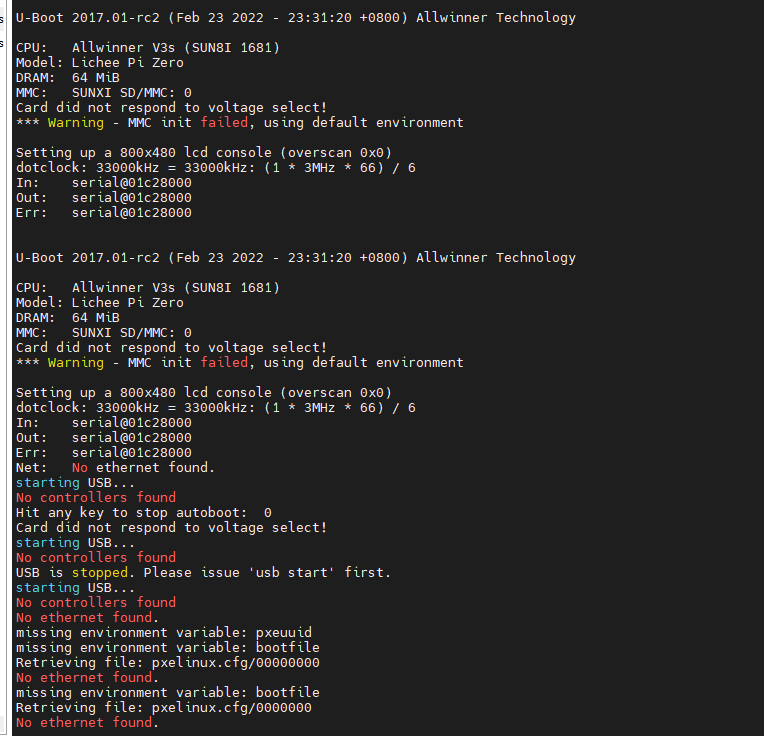 U-Boot 2017.01-rc2 (Feb 23 2022 - 23:31:20 +0800) Allwinner Technology
CPU:   Allwinner V3s (SUN8I 1681)
Model: Lichee Pi Zero
DRAM:  64 MiB
MMC:   SUNXI SD/MMC: 0
Card did not respond to voltage select!
*** Warning - MMC init failed, using default environment
Setting up a 800x480 lcd console (overscan 0x0)
dotclock: 33000kHz = 33000kHz: (1 * 3MHz * 66) / 6
In:    serial@01c28000
Out:   serial@01c28000
Err:   serial@01c28000
U-Boot 2017.01-rc2 (Feb 23 2022 - 23:31:20 +0800) Allwinner Technology
CPU:   Allwinner V3s (SUN8I 1681)
Model: Lichee Pi Zero
DRAM:  64 MiB
MMC:   SUNXI SD/MMC: 0
Card did not respond to voltage select!
*** Warning - MMC init failed, using default environment
Setting up a 800x480 lcd console (overscan 0x0)
dotclock: 33000kHz = 33000kHz: (1 * 3MHz * 66) / 6
In:    serial@01c28000
Out:   serial@01c28000
Err:   serial@01c28000
Net:   No ethernet found.
starting USB...
No controllers found
Hit any key to stop autoboot:  0
Card did not respond to voltage select!
starting USB...
No controllers found
USB is stopped. Please issue 'usb start' first.
starting USB...
No controllers found
No ethernet found.
missing environment variable: pxeuuid
missing environment variable: bootfile
Retrieving file: pxelinux.cfg/00000000
No ethernet found.
missing environment variable: bootfile
Retrieving file: pxelinux.cfg/0000000
No ethernet found.